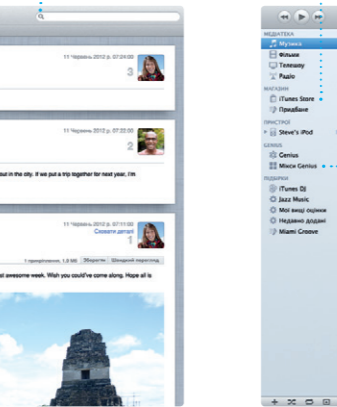 11 Червень 2012 р. 07:24:00
3
11 Червень 2012 р. 07:22:00
2
out in the city. If we put a trip together for next year, I'm
11 Червень 2012 р. 07:11:00
Сховати деталі
1
1 прикріплення, 1,9 МБ Зберегти Швидкий перегляд
st awesome week. Wish you could've come along. Hope all is
МЕДІАТЕКА
Музика
Фільми
Телешоу
Радіо
МАГАЗИН
iTunes Store
Придбане
ПРИСТРОЇ
Steve's iPod
GENIUS
Genius
Мікси Genius
ПІДБІРКИ
iTunes DJ
Jazz Music
Мої вищі оцінки
Недавно додані
Miami Groove